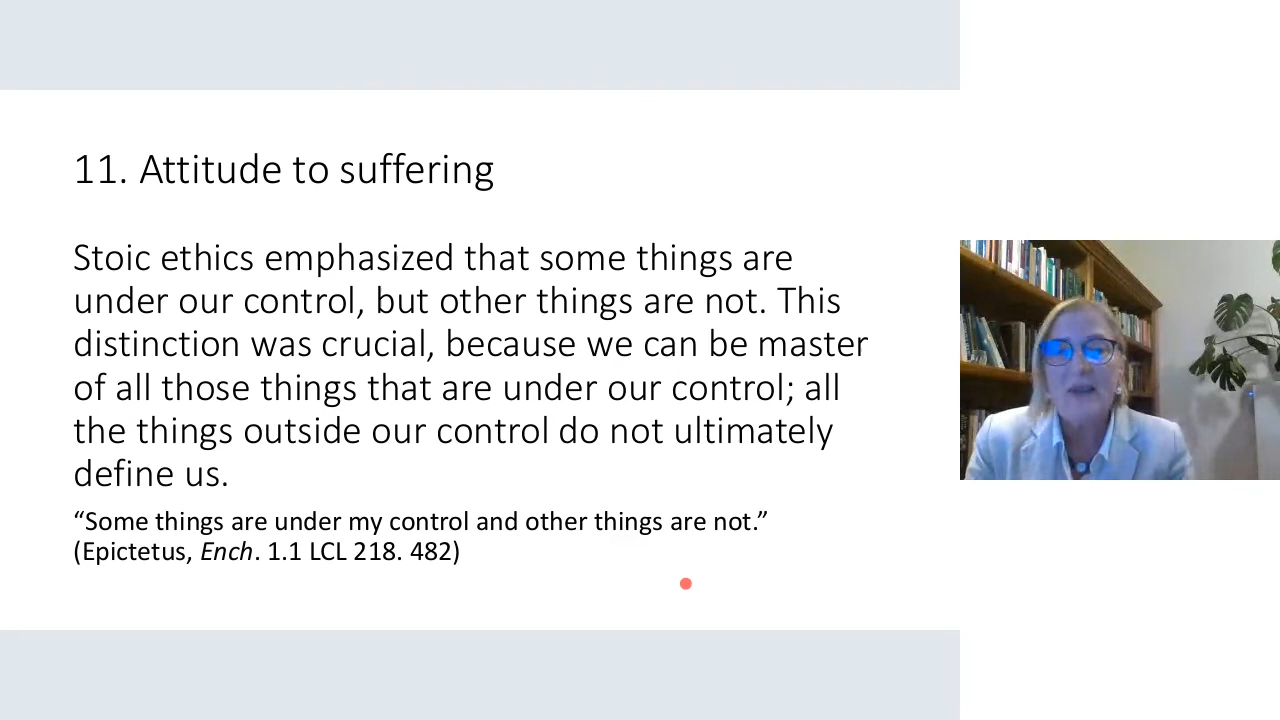 11. Attitude to suffering
Stoic ethics emphasized that some things are
under our control, but other things are not. This
distinction was crucial, because we can be master
of all those things that are under our control; all
the things outside our control do not ultimately
define us.
“Some things are under my control and other things are not.”
(Epictetus, Ench. 1.1 LCL 218. 482)